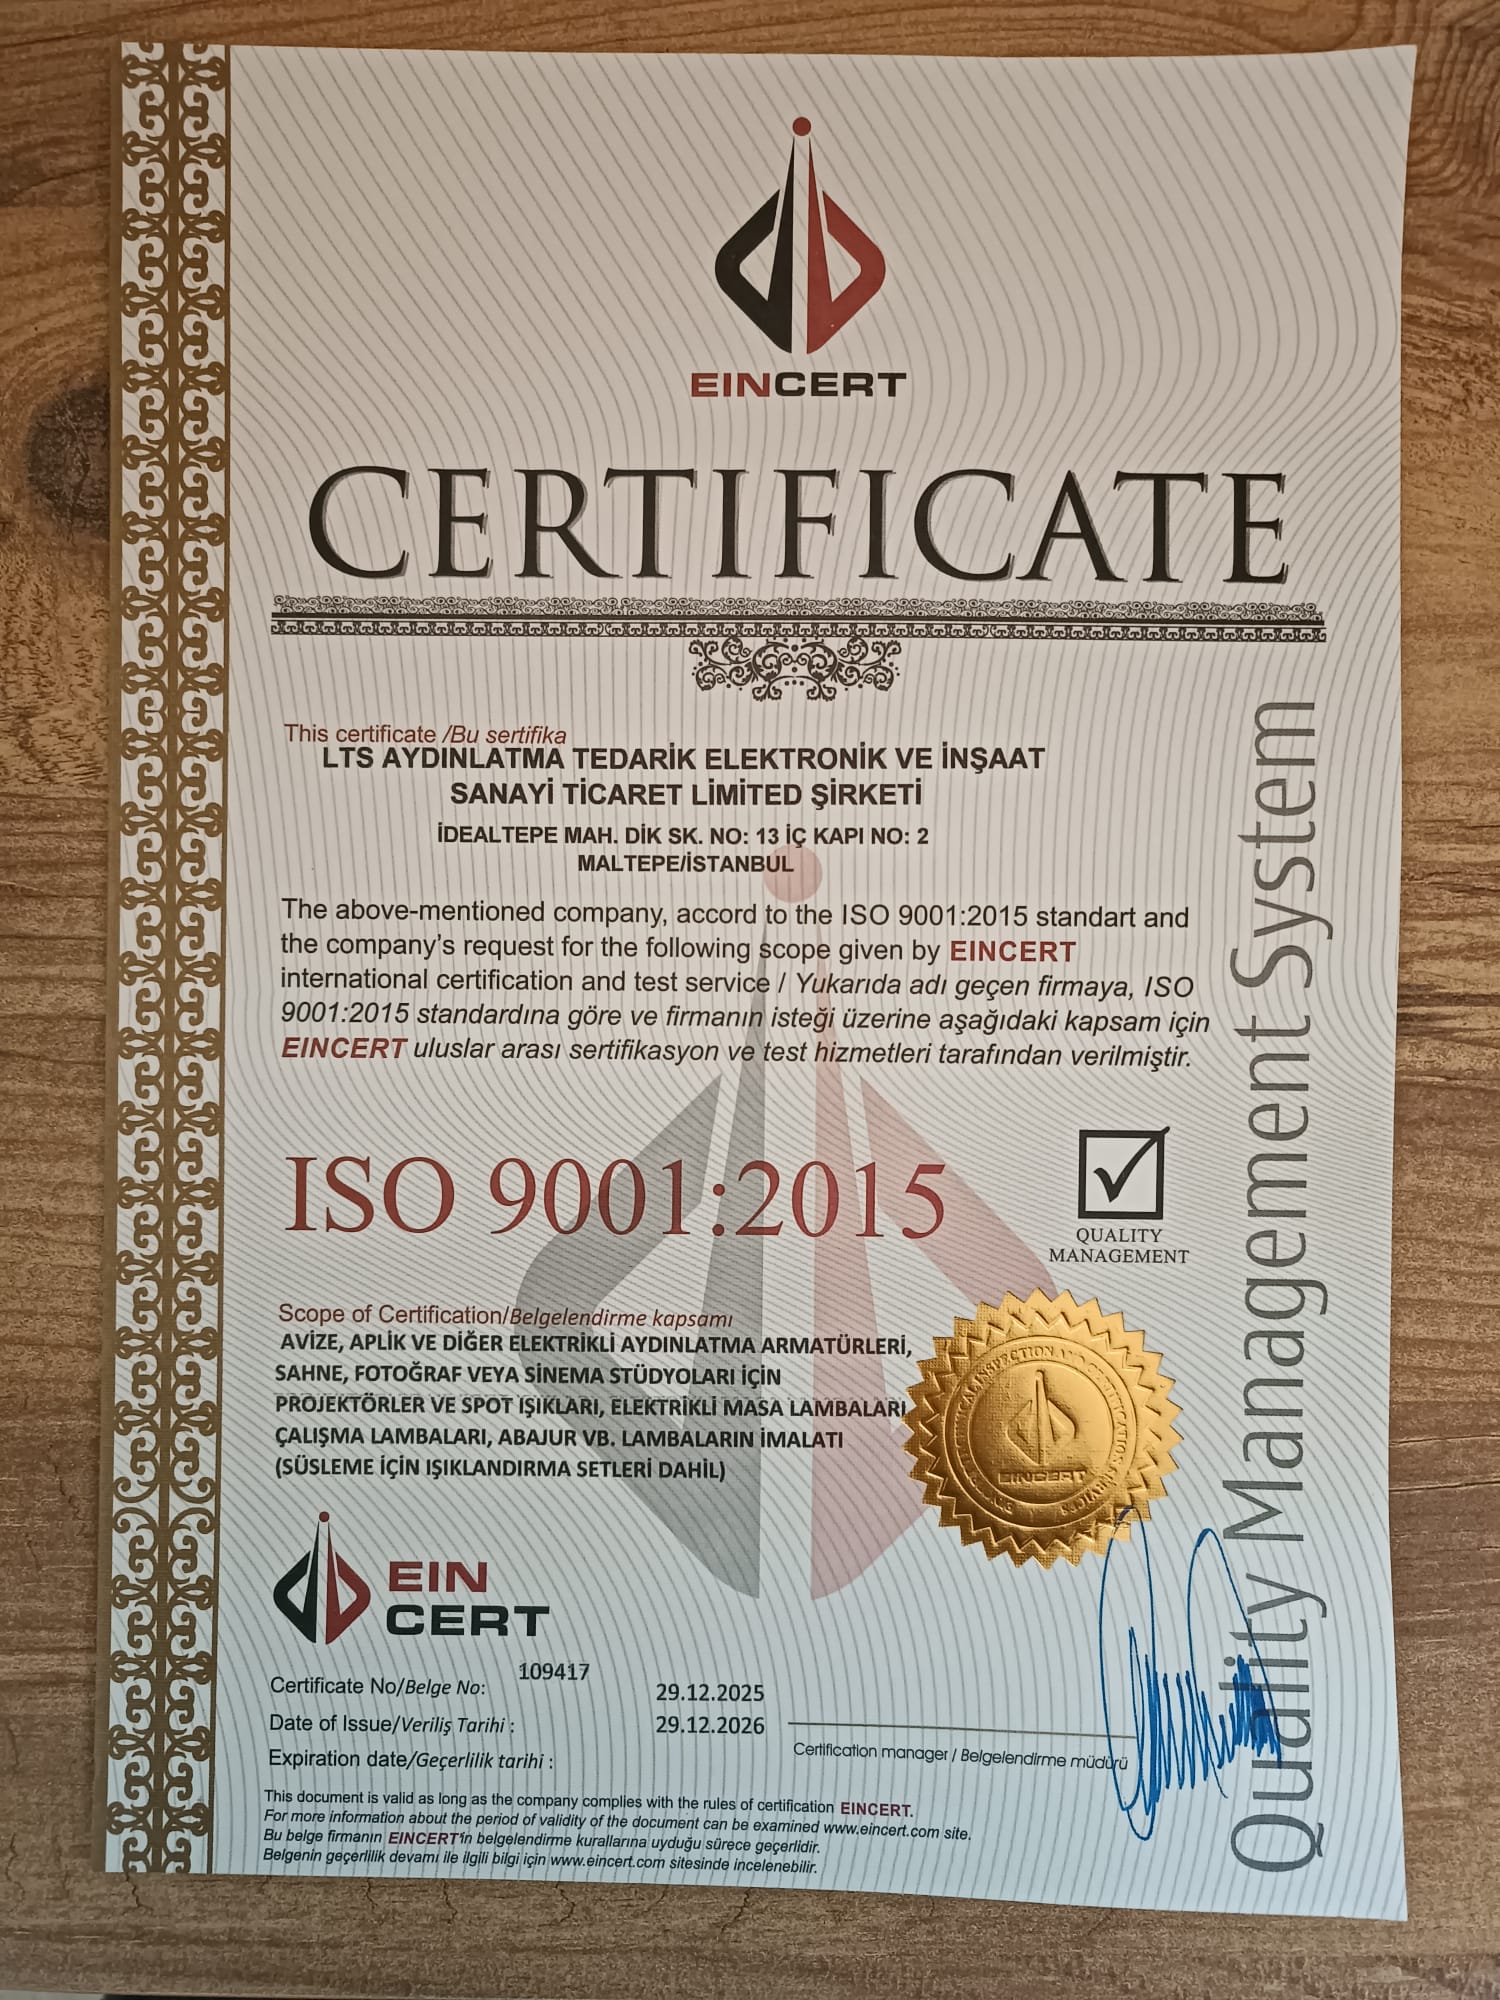 EINCERT
CERTIFICATE
This certificate /Bu sertifika
LTS AYDINLATMA TEDARİK ELEKTRONİK VE İNŞAAT
SANAYİ TİCARET LİMİTED ŞİRKETİ
İDEALTEPE MAH. DİK SK. NO: 13 İÇ KAPI NO: 2
MALTEPE/İSTANBUL
The above-mentioned company, accord to the ISO 9001:2015 standart and
the company's request for the following scope given by EINCERT
international certification and test service / Yukarıda adı geçen firmaya, ISO
9001:2015 standardına göre ve firmanın isteği üzerine aşağıdaki kapsam için
EINCERT uluslar arası sertifikasyon ve test hizmetleri tarafından verilmiştir.
ISO 9001:2015
QUALITY
MANAGEMENT
Scope of Certification/Belgelendirme kapsamı
AVİZE, APLİK VE DİĞER ELEKTRİKLİ AYDINLATMA ARMATÜRLERİ,
SAHNE, FOTOĞRAF VEYA SİNEMA STÜDYOLARI İÇİN
PROJEKTÖRLER VE SPOT IŞIKLARI, ELEKTRİKLİ MASA LAMBALARI,
ÇALIŞMA LAMBALARI, ABAJUR VB. LAMBALARIN İMALATI
(SÜSLEME İÇİN IŞIKLANDIRMA SETLERİ DAHİL)
INSPECTION AND CERTIFICATION SERVICES
EINCERT
EIN
CERT
Certificate No/Belge No: 109417
Date of Issue/Veriliş Tarihi : 29.12.2025
Expiration date/Geçerlilik tarihi : 29.12.2026
Certification manager / Belgelendirme müdürü
This document is valid as long as the company complies with the rules of certification EINCERT.
For more information about the period of validity of the document can be examined www.eincert.com site.
Bu belge firmanın EINCERT'in belgelendirme kurallarına uyduğu sürece geçerlidir.
Belgenin geçerlilik devamı ile ilgili bilgi için www.eincert.com sitesinde incelenebilir.
Quality Management System